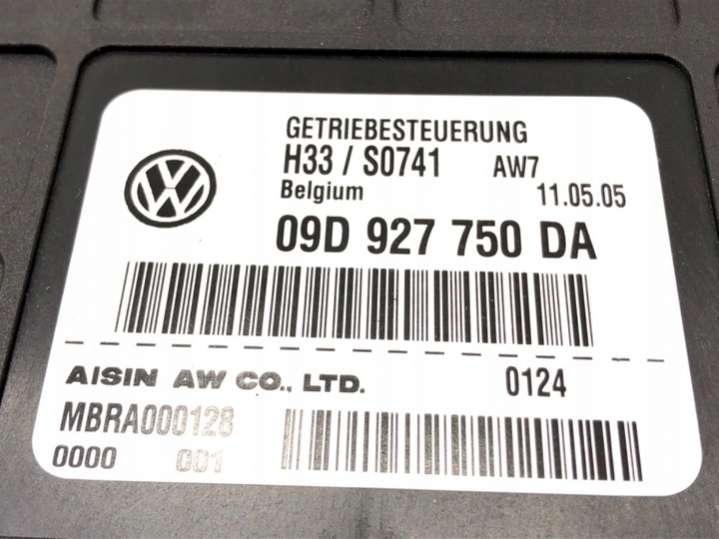 GETRIEBESTEUERUNG
H33 / S0741 AW7
Belgium 11.05.05
09D 927 750 DA
AISIN AW CO., LTD. 0124
MBRA000128
0000 001